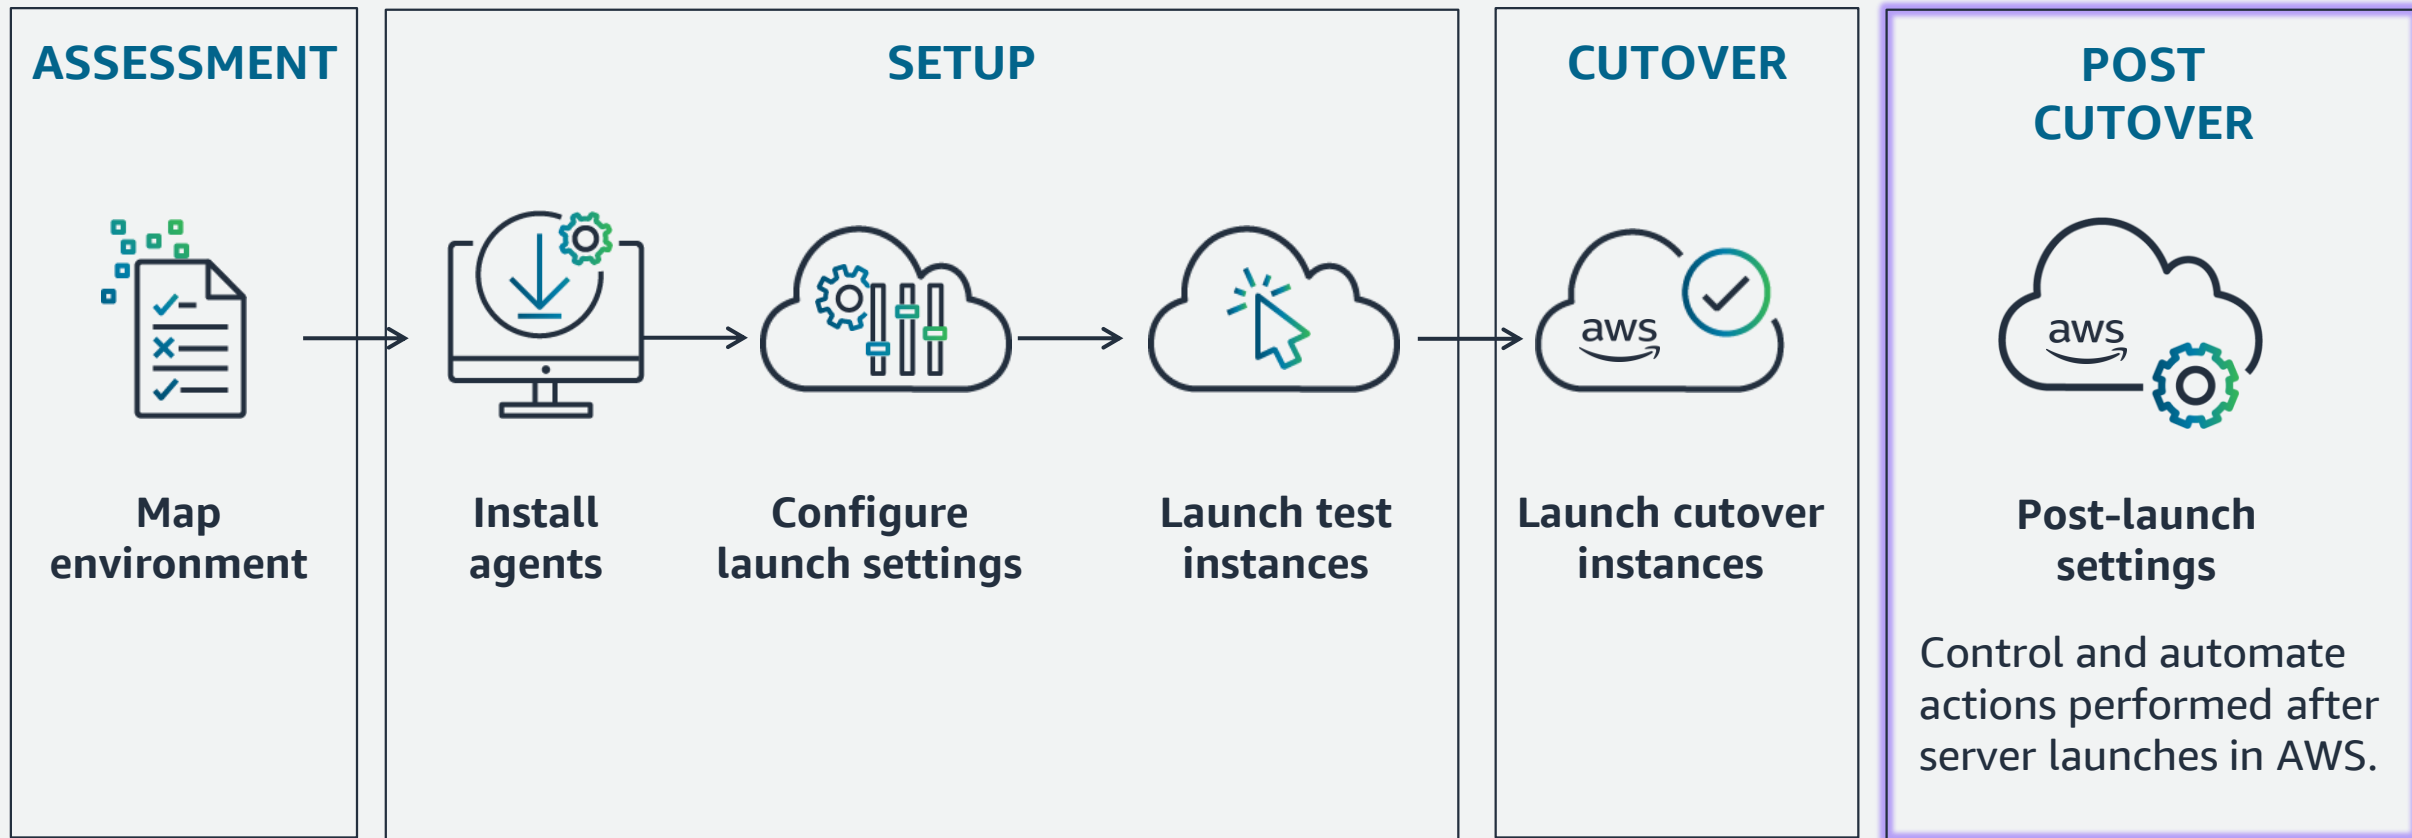 ASSESSMENT
Map
environment
SETUP
Install
agents
Configure
launch settings
Launch test
instances
CUTOVER
aws
Launch cutover
instances
POST
CUTOVER
aws
Post-launch
settings
Control and automate
actions performed after
server launches in AWS.